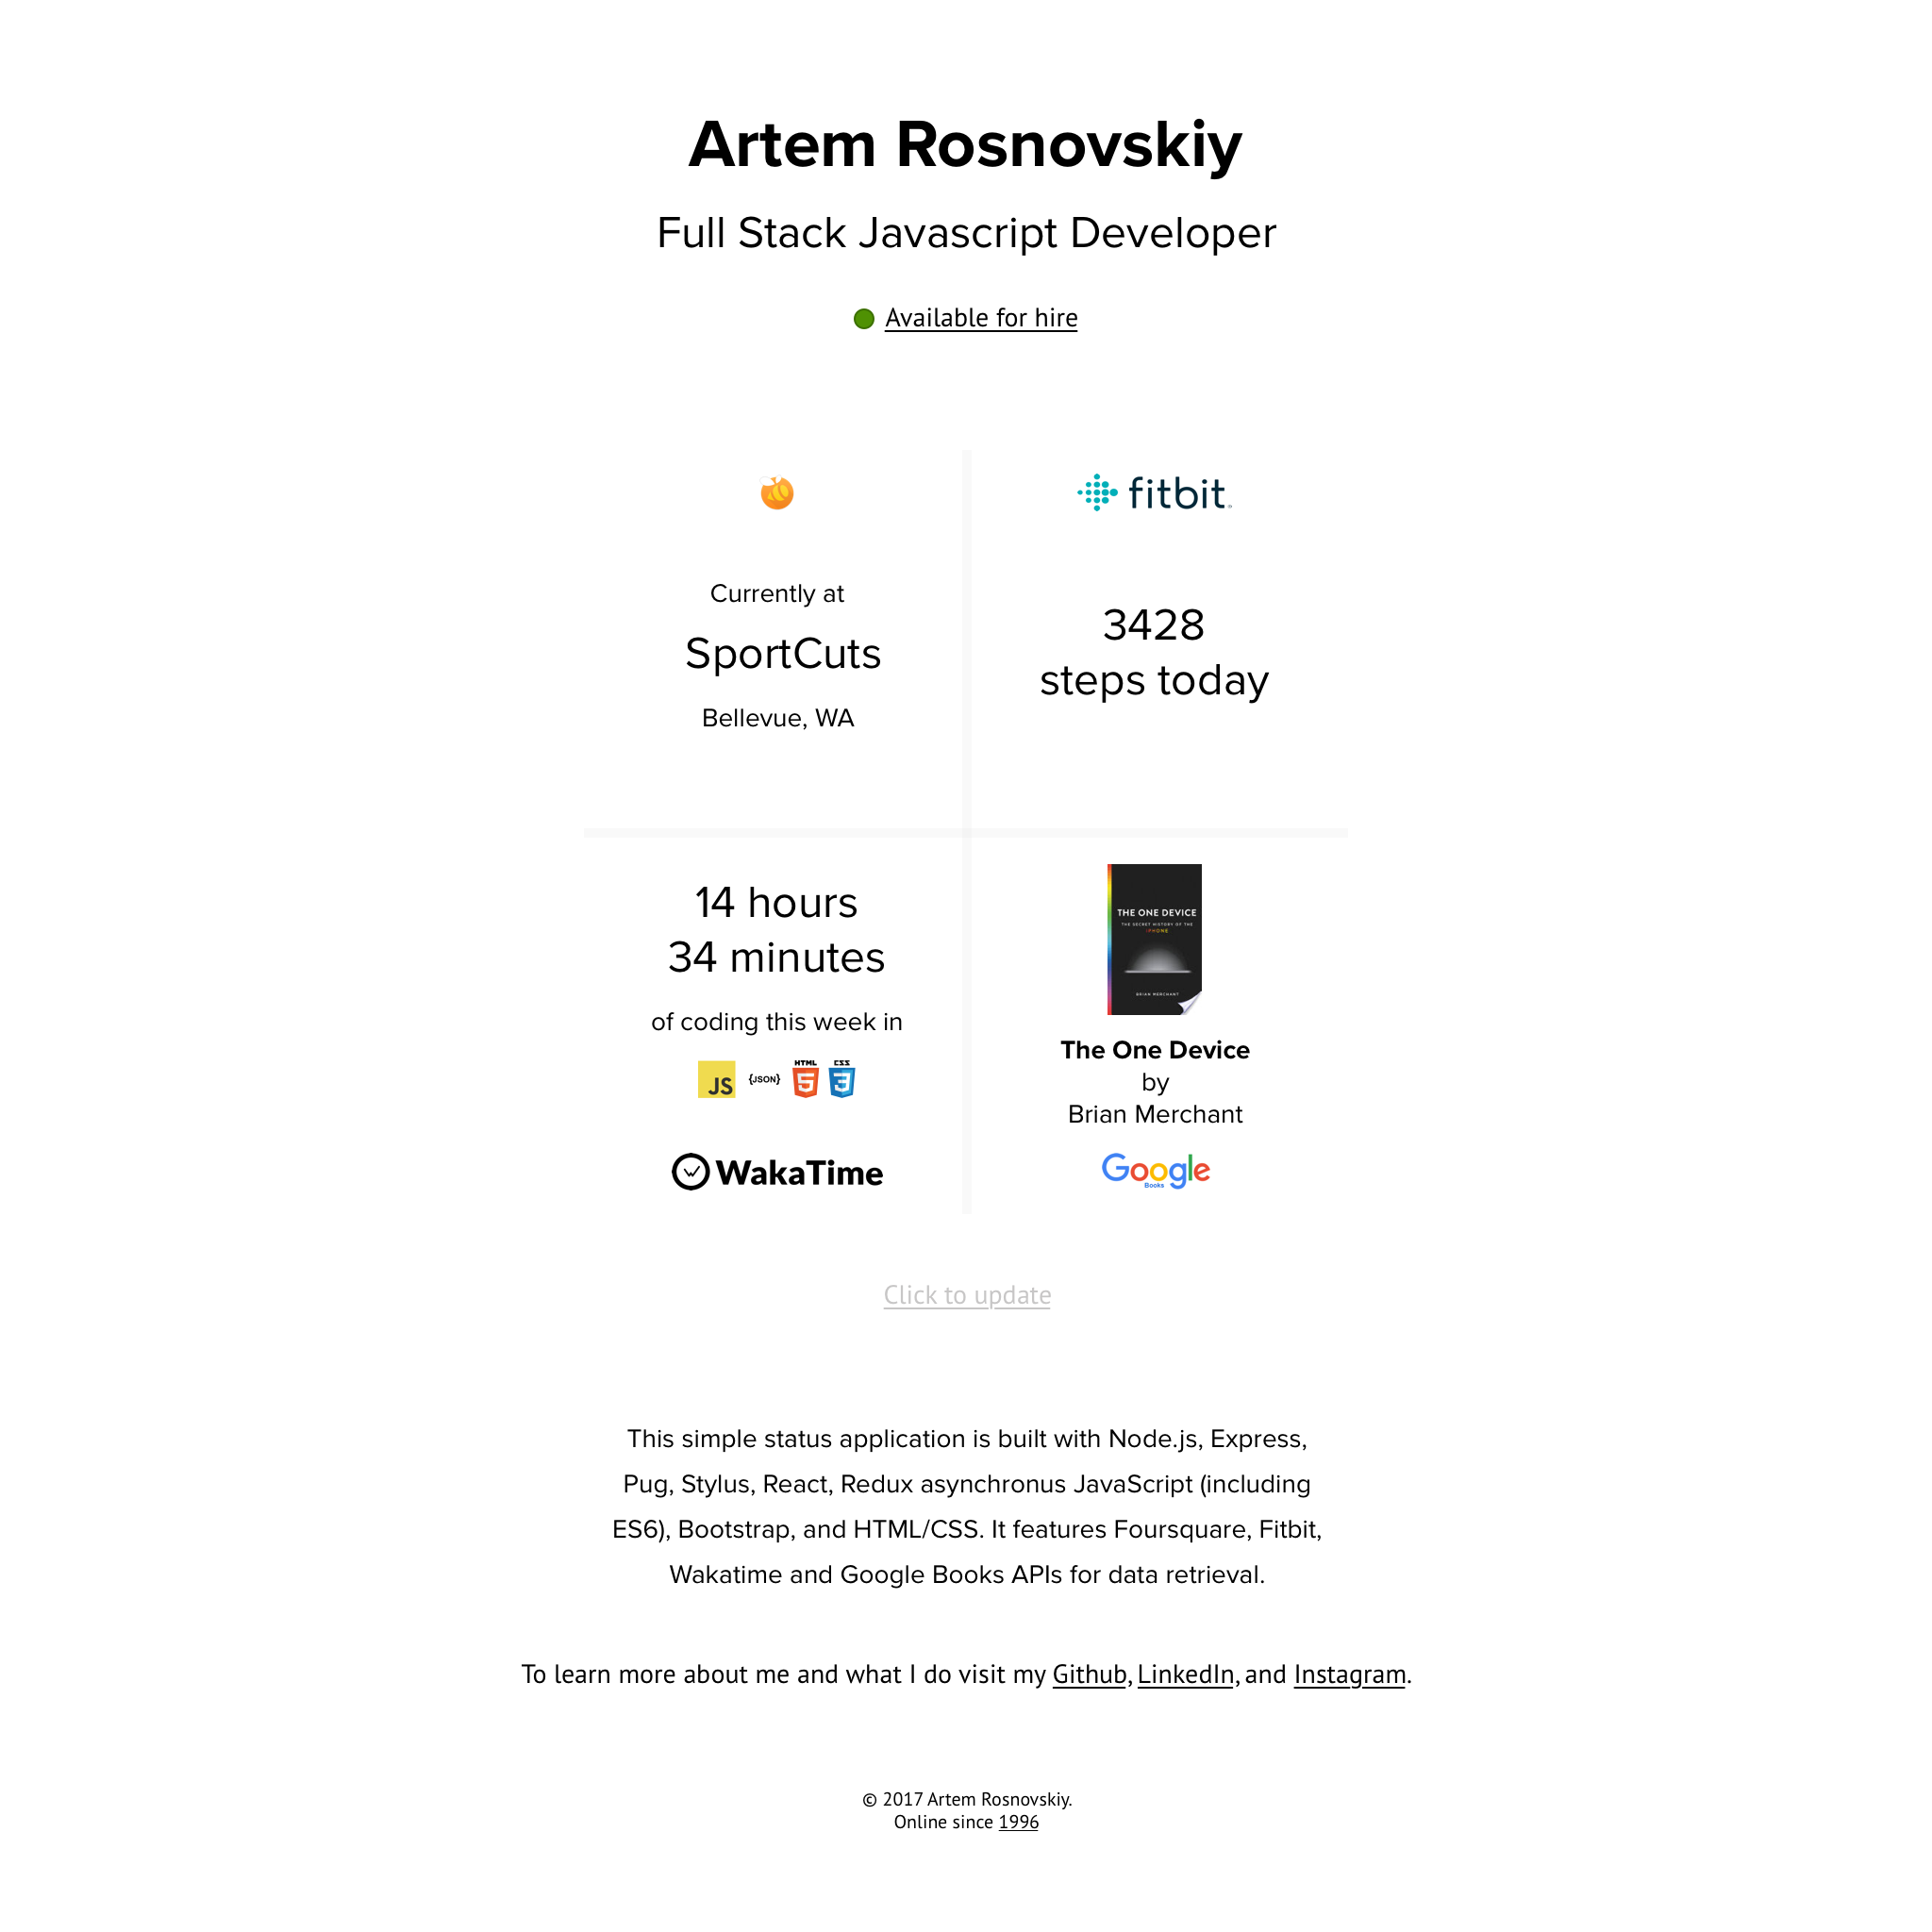 Artem Rosnovskiy
Full Stack Javascript Developer
Available for hire
fitbit
Currently at
SportCuts
Bellevue, WA
3428
steps today
14 hours
34 minutes
of coding this week in
JS {JSON} HTML 5 CSS 3
WakaTime
THE ONE DEVICE
THE SECRET HISTORY OF THE
IPHONE
BRIAN MERCHANT
The One Device
by
Brian Merchant
Google
Books
Click to update
This simple status application is built with Node.js, Express,
Pug, Stylus, React, Redux asynchronus JavaScript (including
ES6), Bootstrap, and HTML/CSS. It features Foursquare, Fitbit,
Wakatime and Google Books APIs for data retrieval.
To learn more about me and what I do visit my Github, LinkedIn, and Instagram.
© 2017 Artem Rosnovskiy.
Online since 1996